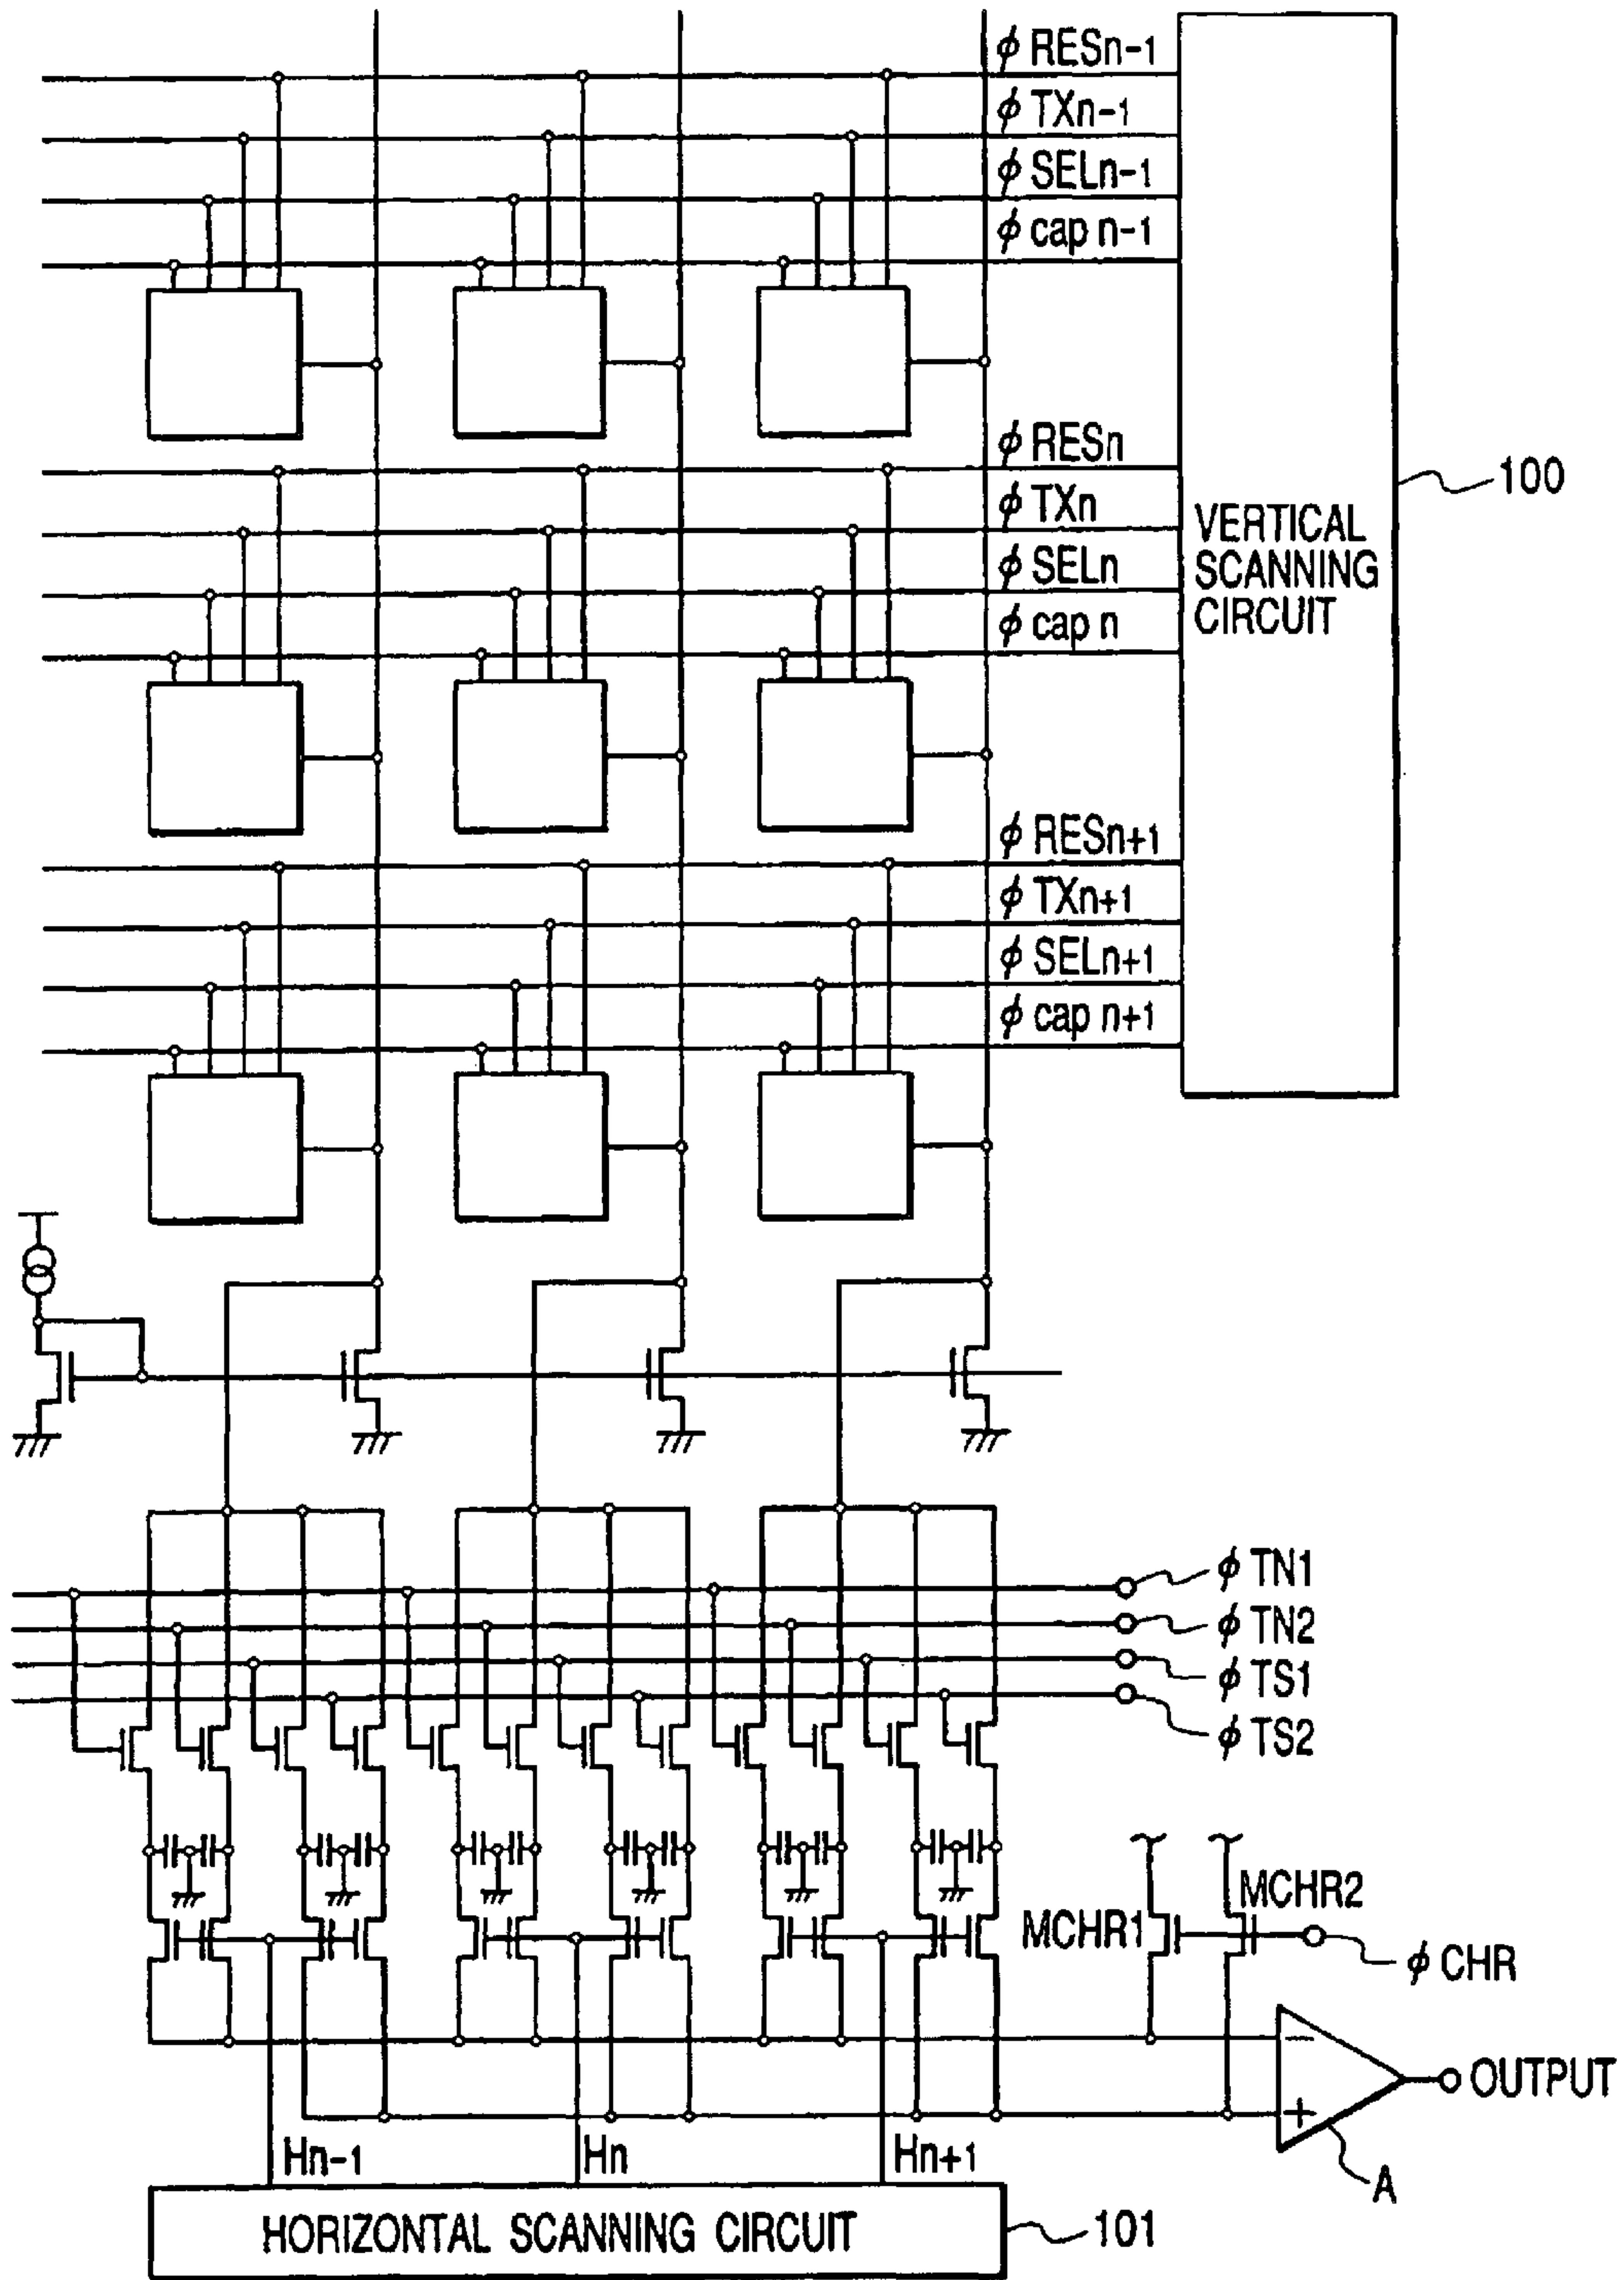 ϕ RESn-1
ϕ TXn-1
ϕ SELn-1
ϕ cap n-1
ϕ RESn
ϕ TXn
ϕ SELn
ϕ cap n
VERTICAL
SCANNING
CIRCUIT
100
ϕ RESn+1
ϕ TXn+1
ϕ SELn+1
ϕ cap n+1
ϕ TN1
ϕ TN2
ϕ TS1
ϕ TS2
MCHR2
MCHR1
ϕ CHR
−
OUTPUT
+
A
Hn-1
Hn
Hn+1
HORIZONTAL SCANNING CIRCUIT
101